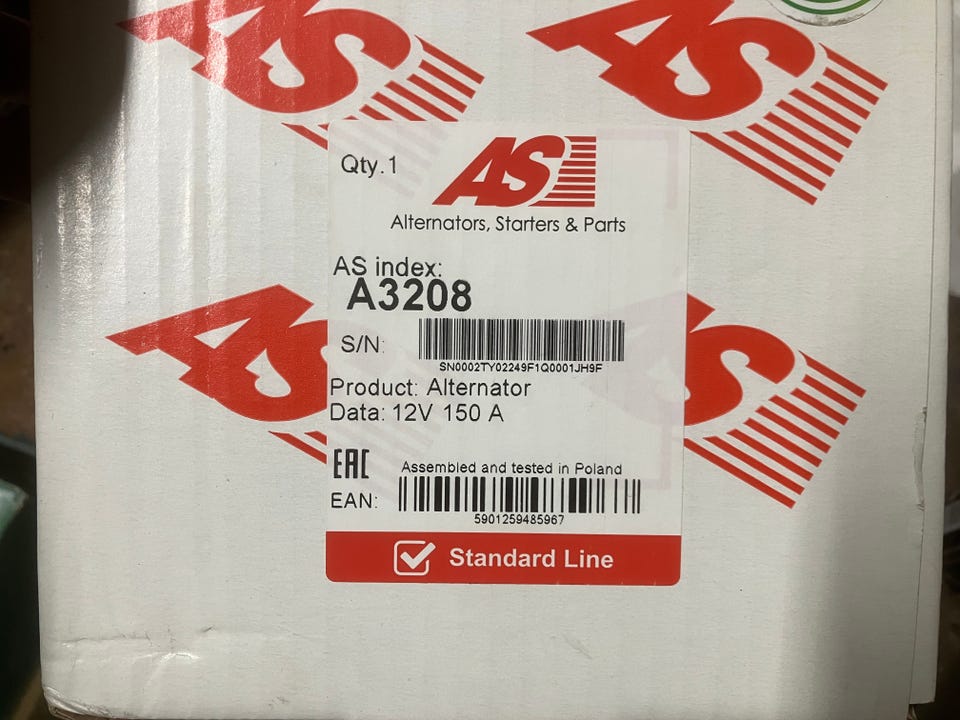 AS
AS
Qty.1
AS
Alternators, Starters & Parts
AS index:
A3208
S/N:
SN0002TY02249F1Q0001JH9F
Product: Alternator
Data: 12V 150 A
EAC
Assembled and tested in Poland
EAN:
5901259485967
Standard Line
AS
AS